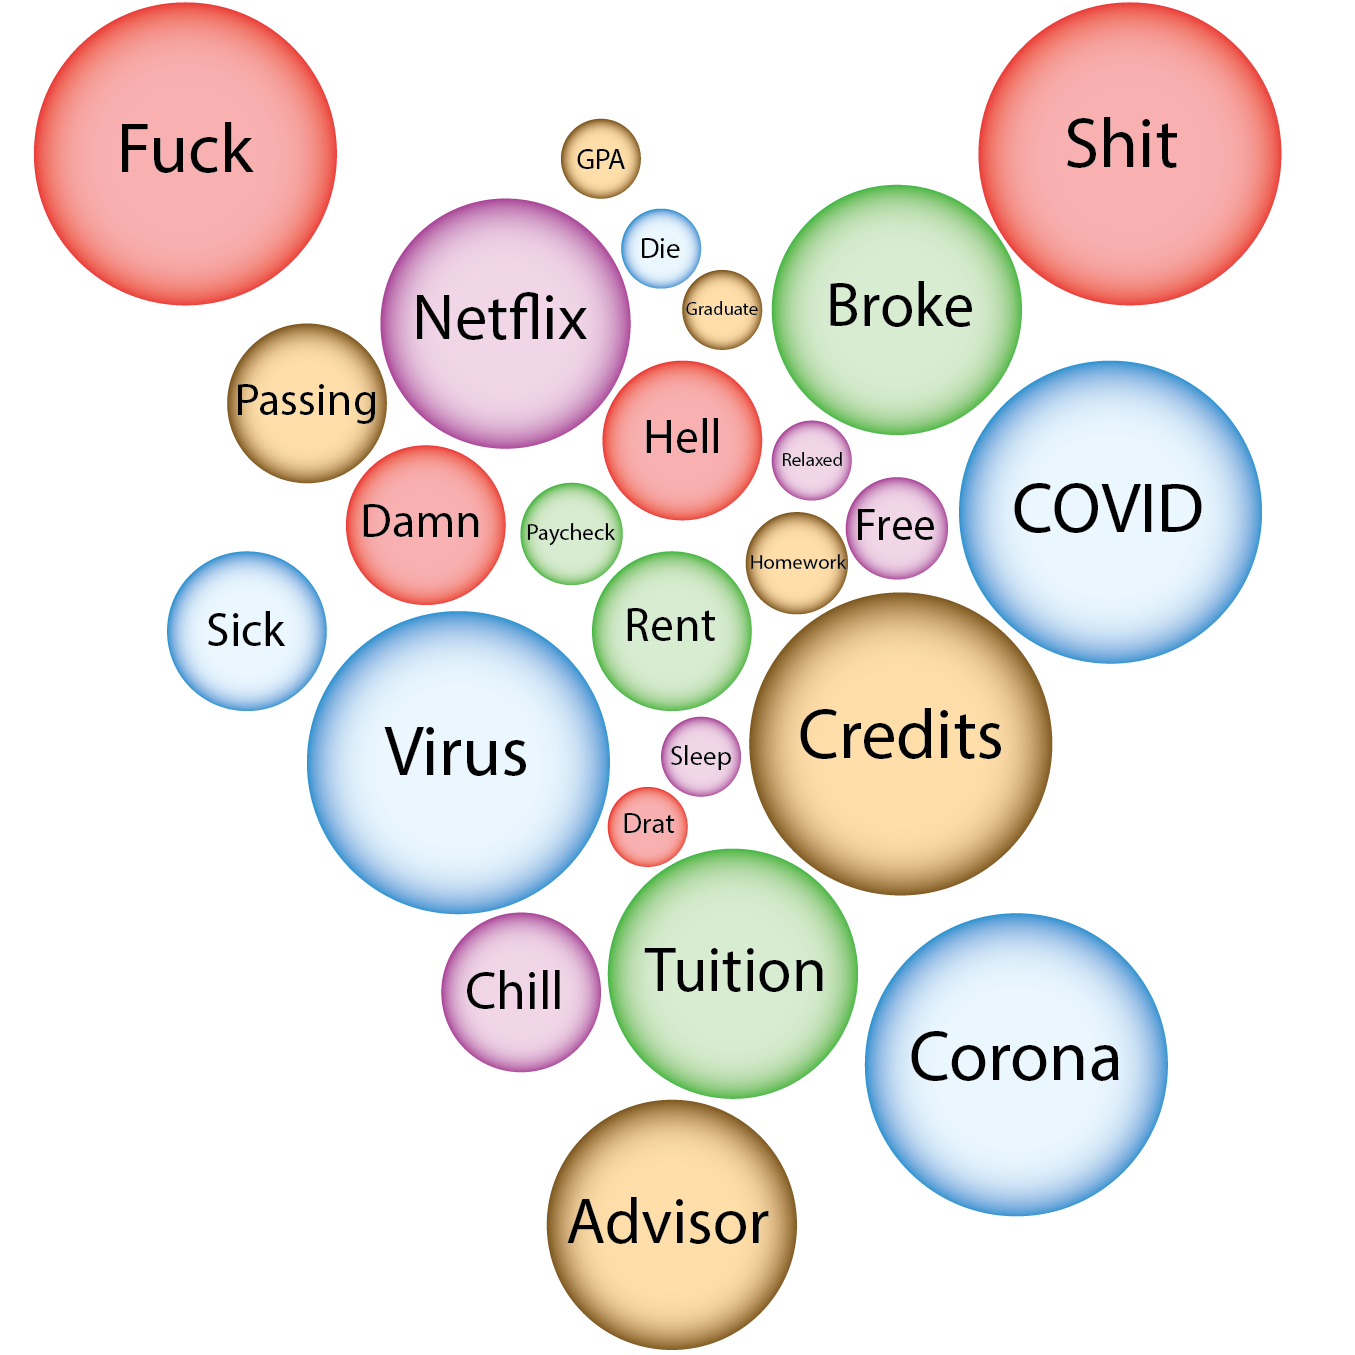 Fuck
Shit
GPA
Die
Netflix
Graduate
Broke
Passing
Hell
Relaxed
COVID
Damn
Paycheck
Free
Homework
Sick
Rent
Virus
Sleep
Credits
Drat
Chill
Tuition
Corona
Advisor